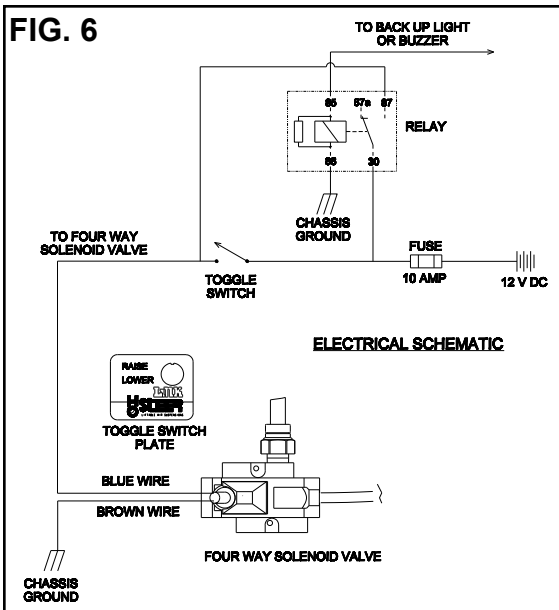 FIG. 6
TO BACK UP LIGHT
OR BUZZER
85 87a 87
RELAY
86 30
CHASSIS
GROUND
TO FOUR WAY
SOLENOID VALVE
TOGGLE
SWITCH
FUSE
10 AMP
12 V DC
ELECTRICAL SCHEMATIC
RAISE
LOWER
LINK
TOGGLE SWITCH
PLATE
BLUE WIRE
BROWN WIRE
FOUR WAY SOLENOID VALVE
CHASSIS
GROUND